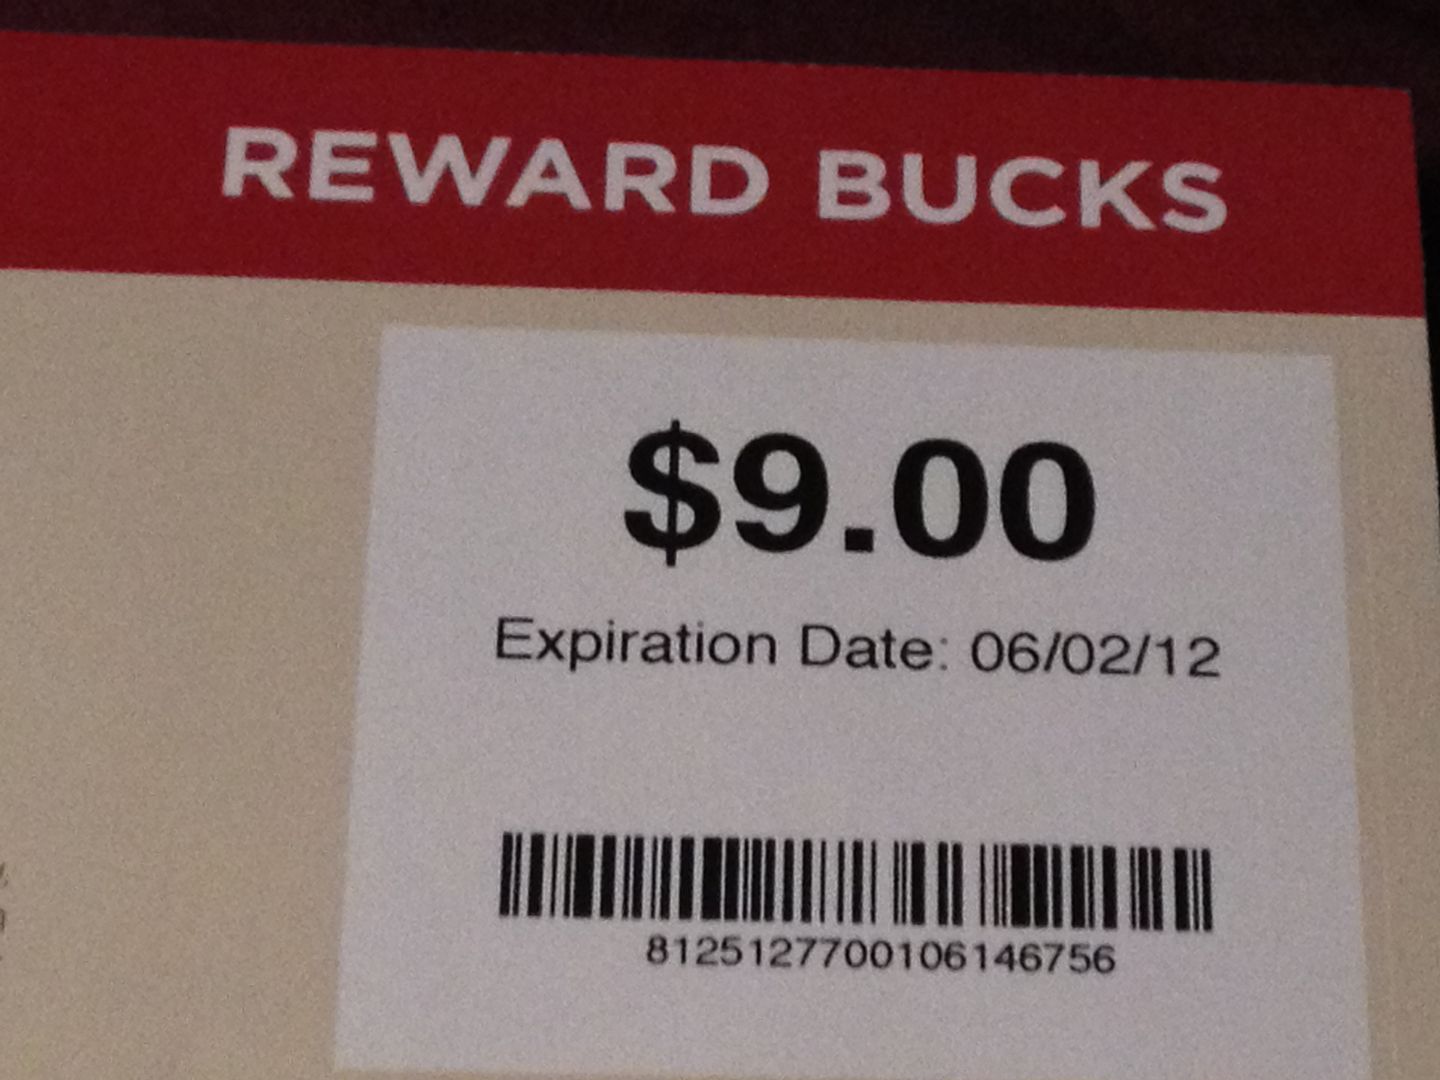 REWARD BUCKS
$9.00
Expiration Date: 06/02/12
8125127700106146756